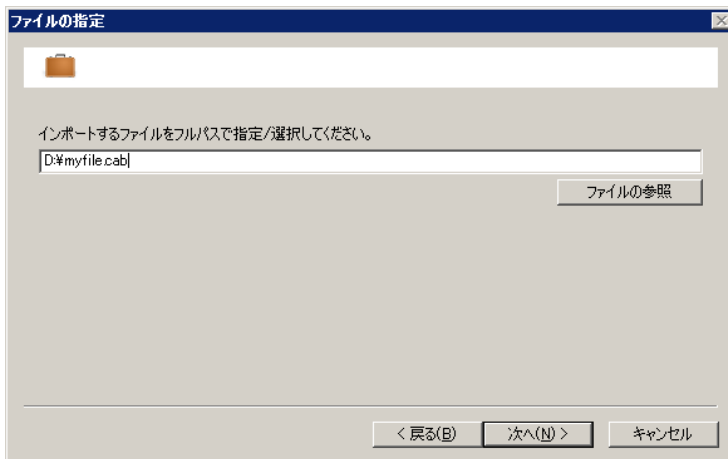 ファイルの指定
インポートするファイルをフルパスで指定/選択してください。
D:¥myfile.cab
ファイルの参照
< 戻る(B)
次へ(N) >
キャンセル